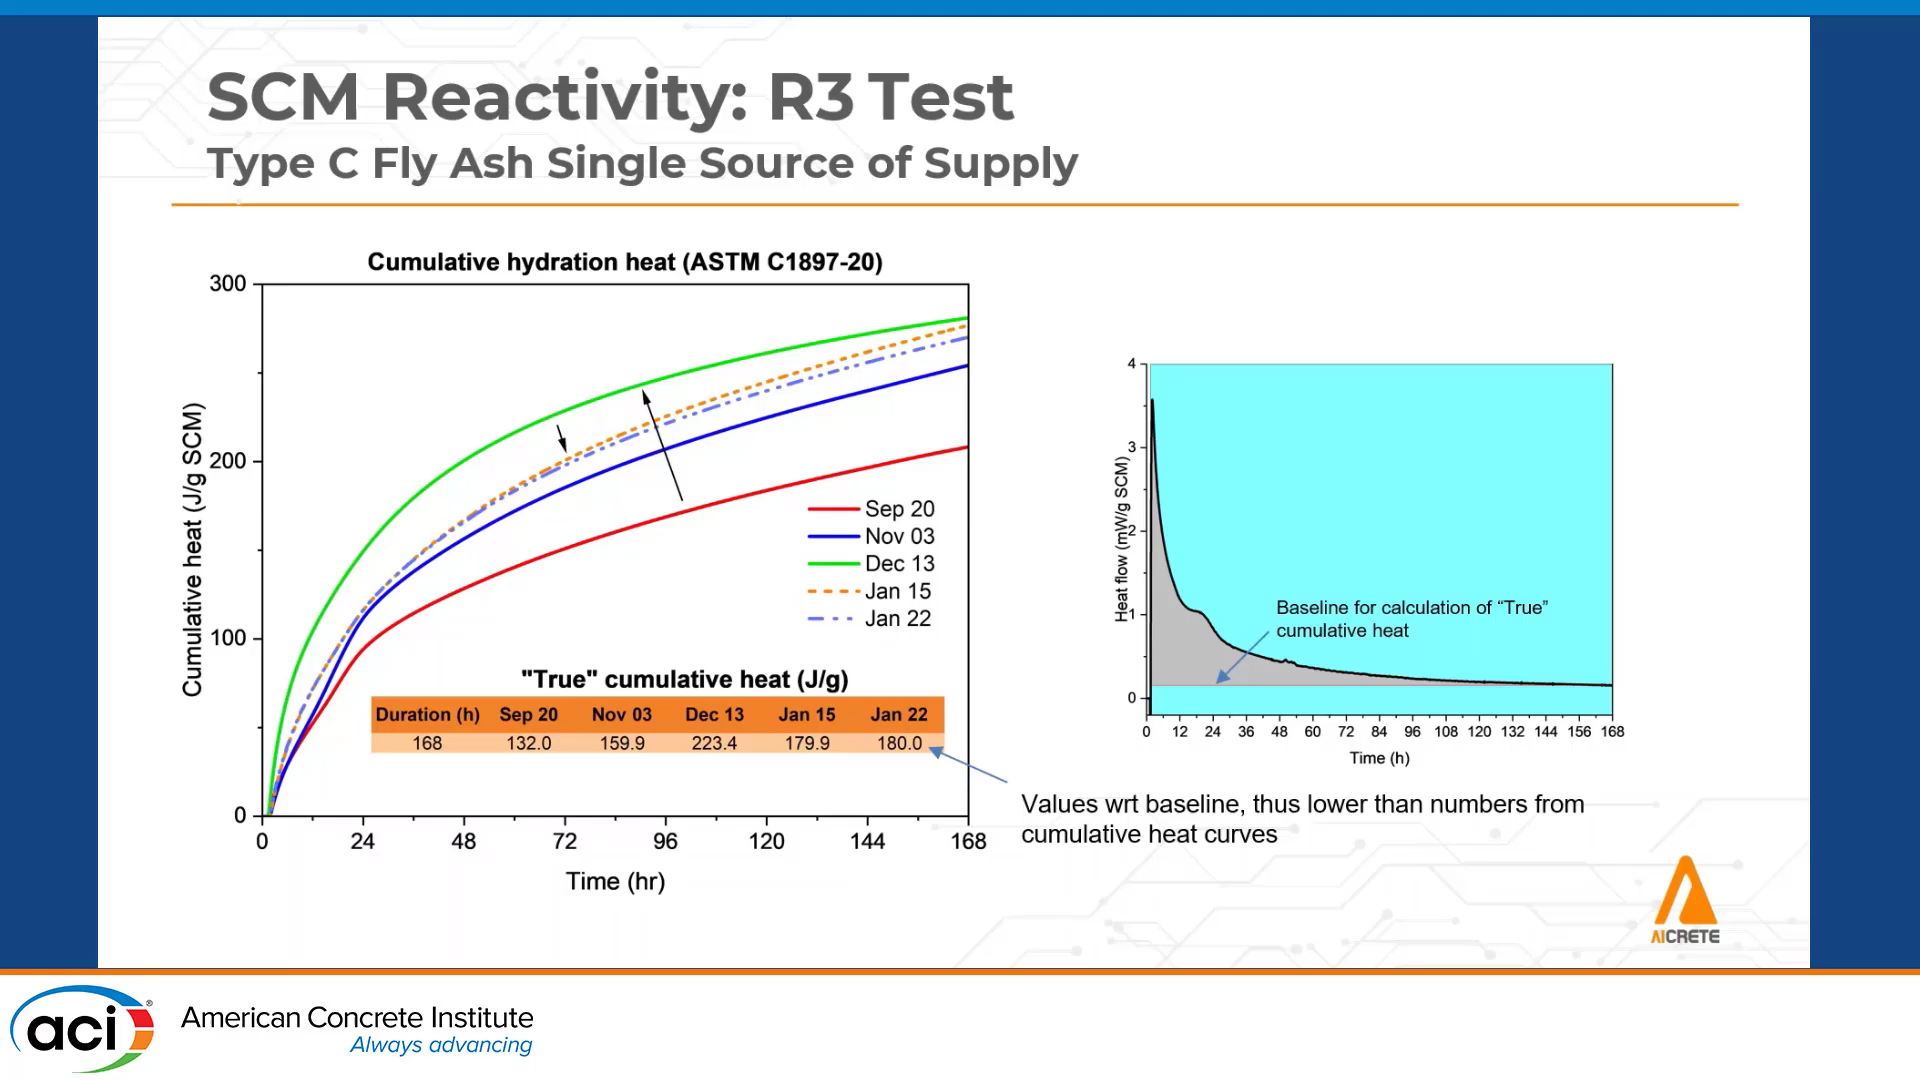 SCM Reactivity: R3 Test
Type C Fly Ash Single Source of Supply
Cumulative hydration heat (ASTM C1897-20)
300
200
100
0
Cumulative heat (J/g SCM)
Sep 20
Nov 03
Dec 13
Jan 15
Jan 22
"True" cumulative heat (J/g)
Duration (h) Sep 20 Nov 03 Dec 13 Jan 15 Jan 22
168 132.0 159.9 223.4 179.9 180.0
0 24 48 72 96 120 144 168
Time (hr)
4
3
2
1
0
Heat flow (mW/g SCM)
Baseline for calculation of “True”
cumulative heat
0 12 24 36 48 60 72 84 96 108 120 132 144 156 168
Time (h)
Values wrt baseline, thus lower than numbers from
cumulative heat curves
AICRETE
aci®
American Concrete Institute
Always advancing